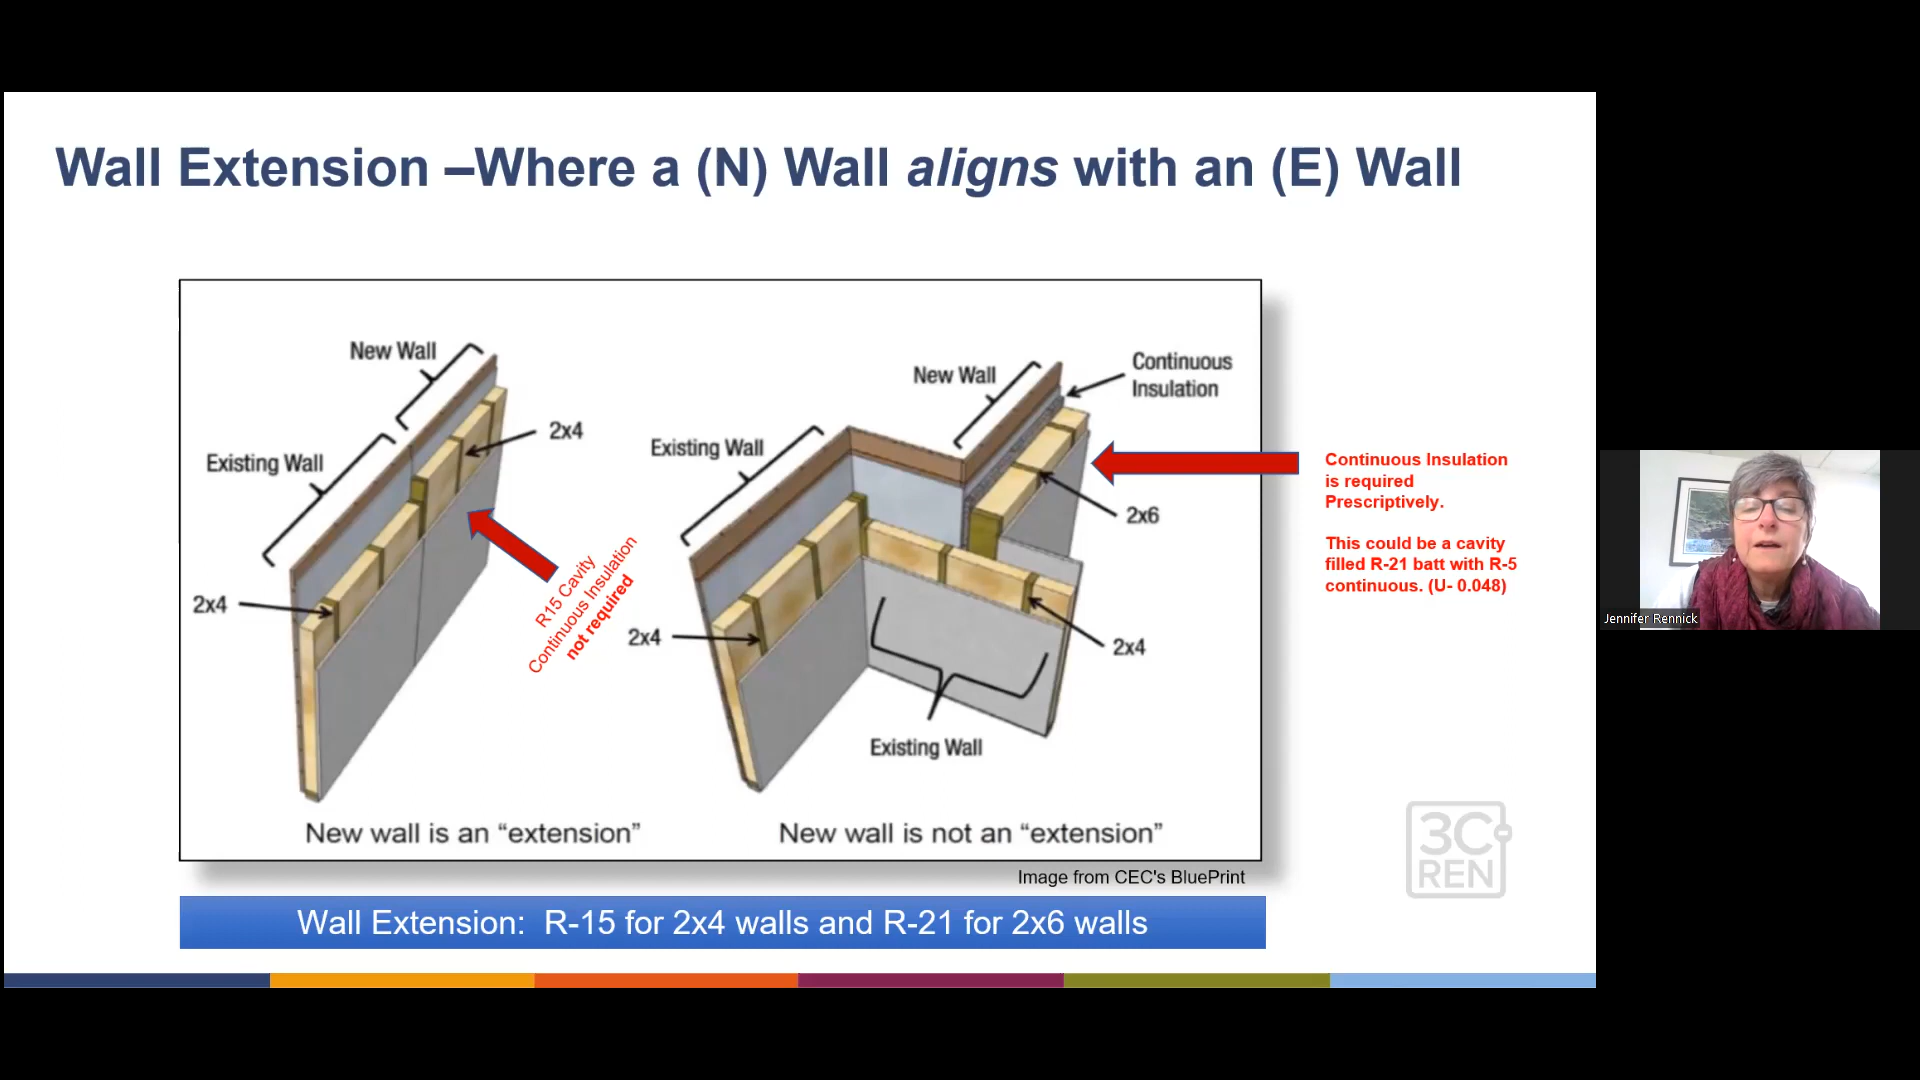 Wall Extension –Where a (N) Wall aligns with an (E) Wall
New Wall
2x4
Existing Wall
2x4
R15 Cavity
Continuous Insulation
not required
New wall is an “extension”
New Wall
Continuous
Insulation
Existing Wall
2x6
2x4
2x4
Existing Wall
New wall is not an “extension”
Continuous Insulation
is required
Prescriptively.
This could be a cavity
filled R-21 batt with R-5
continuous. (U- 0.048)
Image from CEC's BluePrint
Wall Extension: R-15 for 2x4 walls and R-21 for 2x6 walls
3C-
REN
Jennifer Rennick